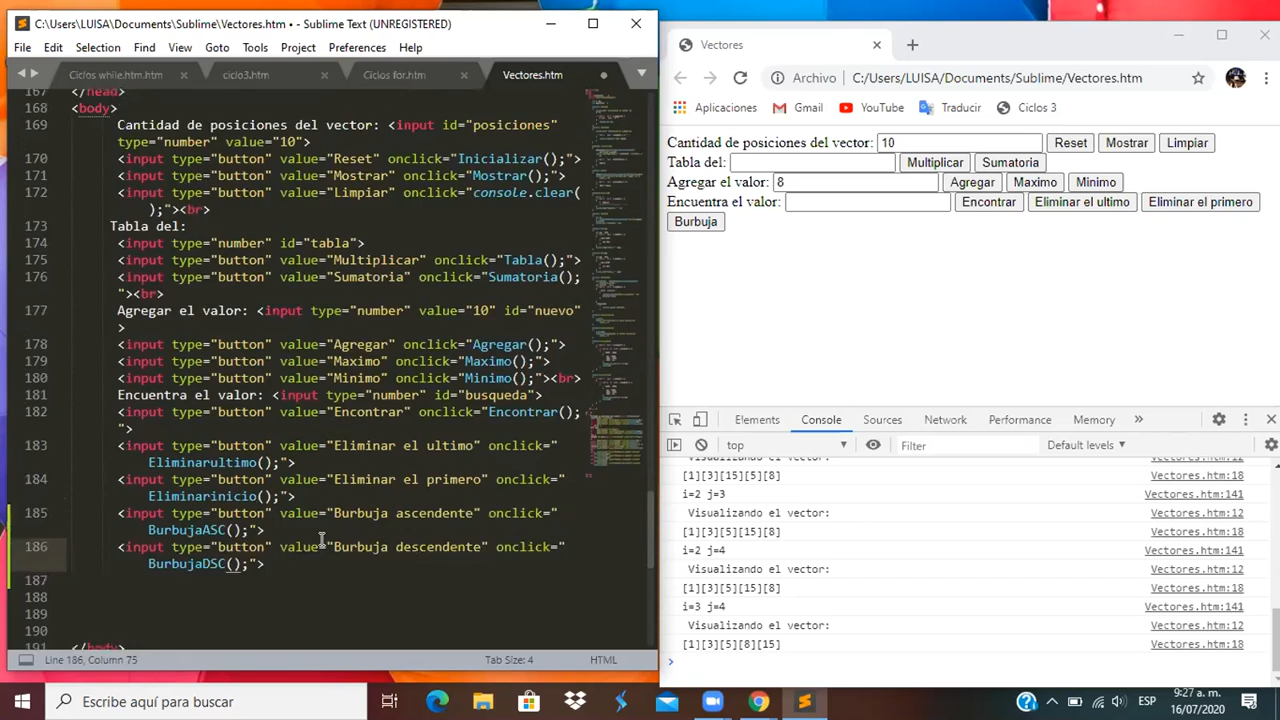 C:\Users\LUISA\Documents\Sublime\Vectores.htm • - Sublime Text (UNREGISTERED)
File Edit Selection Find View Goto Tools Project Preferences Help
Ciclos while.htm.htm
ciclo3.htm
Ciclos for.htm
Vectores.htm
167 </head>
168 <body>
169 Cantidad de posiciones del vector: <input id="posiciones"
type="number" value="10">
170 <input type="button" value="Reset" onclick="Inicializar();">
175 <input type="button" value="Mostrar" onclick="Mostrar();">
console.clear(
174 <input type="number" id="tabla">
175 <input type="button" value="Multiplicar" onclick="Tabla();">
176 <input type="button" value="Sumatoria" onclick="Sumatoria();
"><br>
177 Agregar el valor: <input type="number" value="10" id="nuevo"
>
178 <input type="button" value="Agregar" onclick="Agregar();">
179 <input type="button" value="Maximo" onclick="Maximo();">
180 <input type="button" value="Minimo" onclick="Minimo();"><br>
181 Encuentra el valor: <input type="number" id="busqueda">
182 <input type="button" value="Encontrar" onclick="Encontrar();
">
183 <input type="button" value="Eliminar el ultimo" onclick="
Eliminarultimo();">
184 <input type="button" value="Eliminar el primero" onclick="
Eliminarinicio();">
185 <input type="button" value="Burbuja ascendente" onclick="
BurbujaASC();">
186 <input type="button" value="Burbuja descendente" onclick="
BurbujaDSC();">
187
188
189
190
191 </body>
Line 186, Column 75
Tab Size: 4
HTML
Vectores
Archivo C:/Users/LUISA/Documents/Sublime/Vectores.htm
Aplicaciones Gmail YouTube Traducir
Cantidad de posiciones del vector: 10 Reset Mostrar Limpiar
Tabla del: Multiplicar Sumatoria
Agregar el valor: 8 Agregar Maximo Minimo
Encuentra el valor: Encontrar Eliminar el ultimo Eliminar el primero
Burbuja
Elements Console Sources Network Performance »
top Filter Default levels
Visualizando el vector: Vectores.htm:12
[1][3][15][5][8] Vectores.htm:18
i=2 j=3 Vectores.htm:141
Visualizando el vector: Vectores.htm:12
[1][3][5][15][8] Vectores.htm:18
i=2 j=4 Vectores.htm:141
Visualizando el vector: Vectores.htm:12
[1][3][5][15][8] Vectores.htm:18
i=3 j=4 Vectores.htm:141
Visualizando el vector: Vectores.htm:12
[1][3][5][8][15] Vectores.htm:18
Escribe aquí para buscar
ESP
9:27 a. m.
16/07/2020